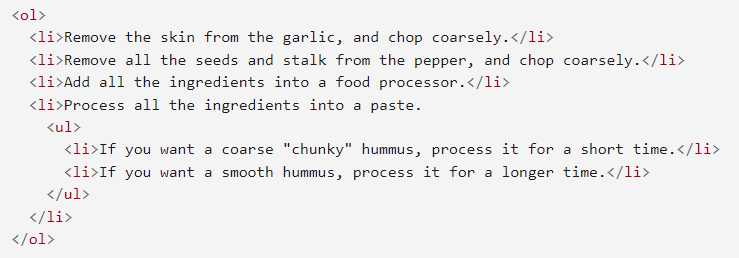 <ol>
<li>Remove the skin from the garlic, and chop coarsely.</li>
<li>Remove all the seeds and stalk from the pepper, and chop coarsely.</li>
<li>Add all the ingredients into a food processor.</li>
<li>Process all the ingredients into a paste.
<ul>
<li>If you want a coarse "chunky" hummus, process it for a short time.</li>
<li>If you want a smooth hummus, process it for a longer time.</li>
</ul>
</li>
</ol>